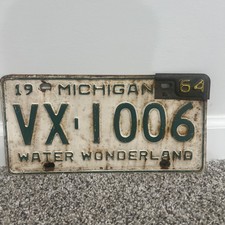 19 MICHIGAN 64
VX-1006
WATER WONDERLAND